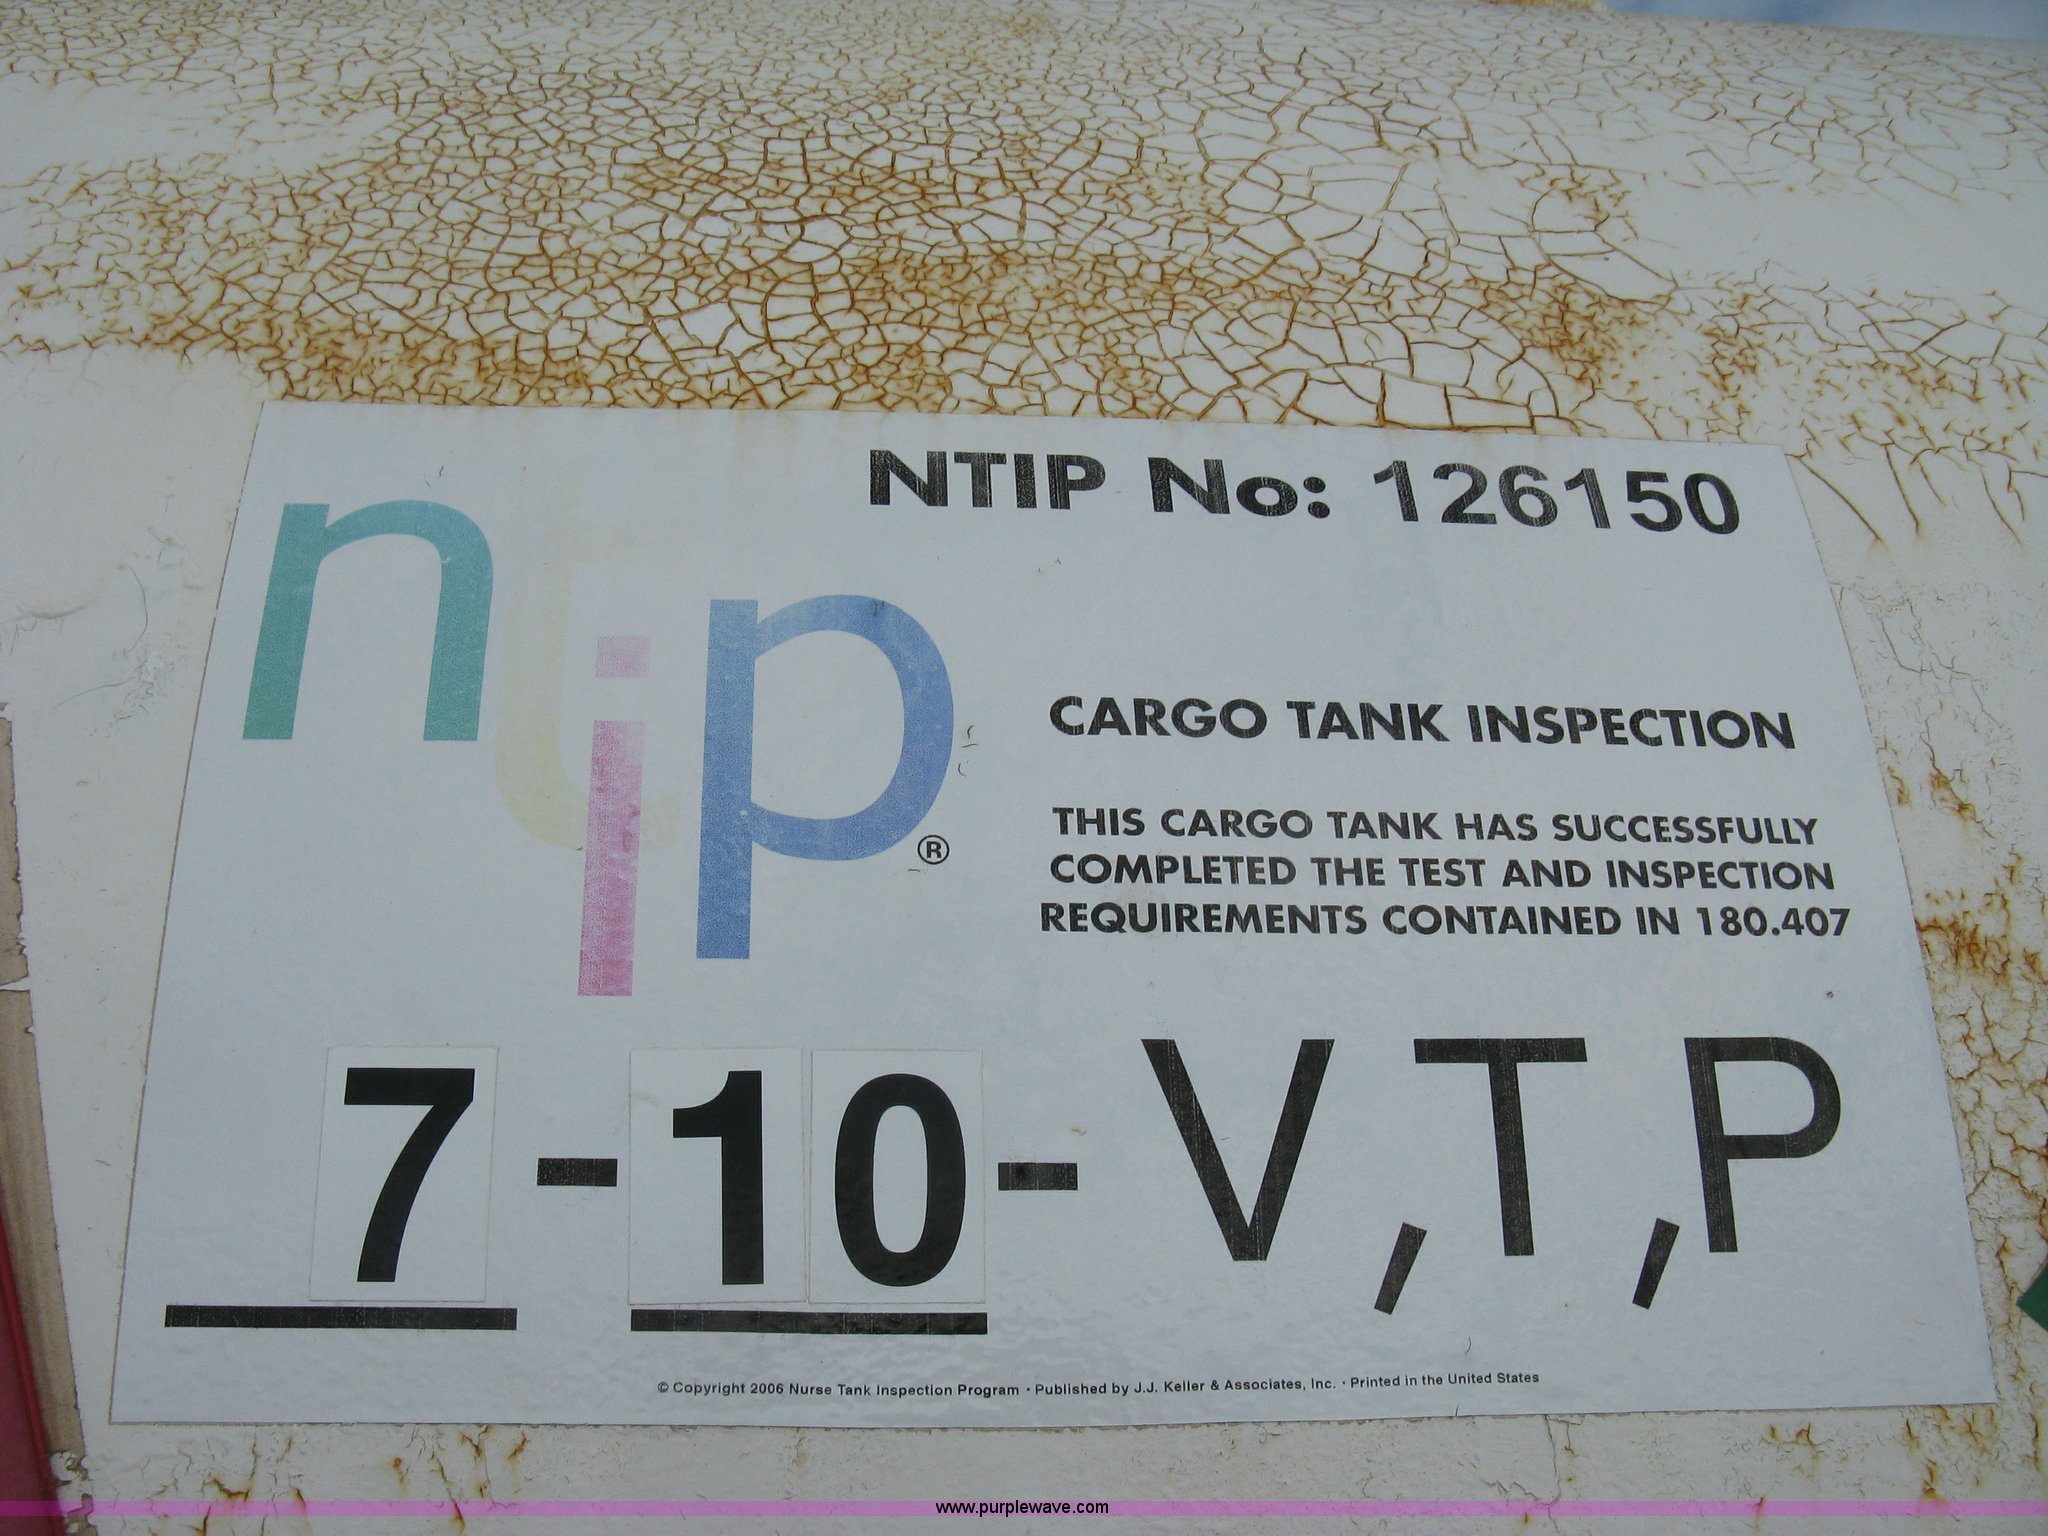 NTIP No: 126150
ntip®
CARGO TANK INSPECTION
THIS CARGO TANK HAS SUCCESSFULLY
COMPLETED THE TEST AND INSPECTION
REQUIREMENTS CONTAINED IN 180.407
7-10-V,T,P
© Copyright 2006 Nurse Tank Inspection Program · Published by J.J. Keller & Associates, Inc. · Printed in the United States
www.purplewave.com